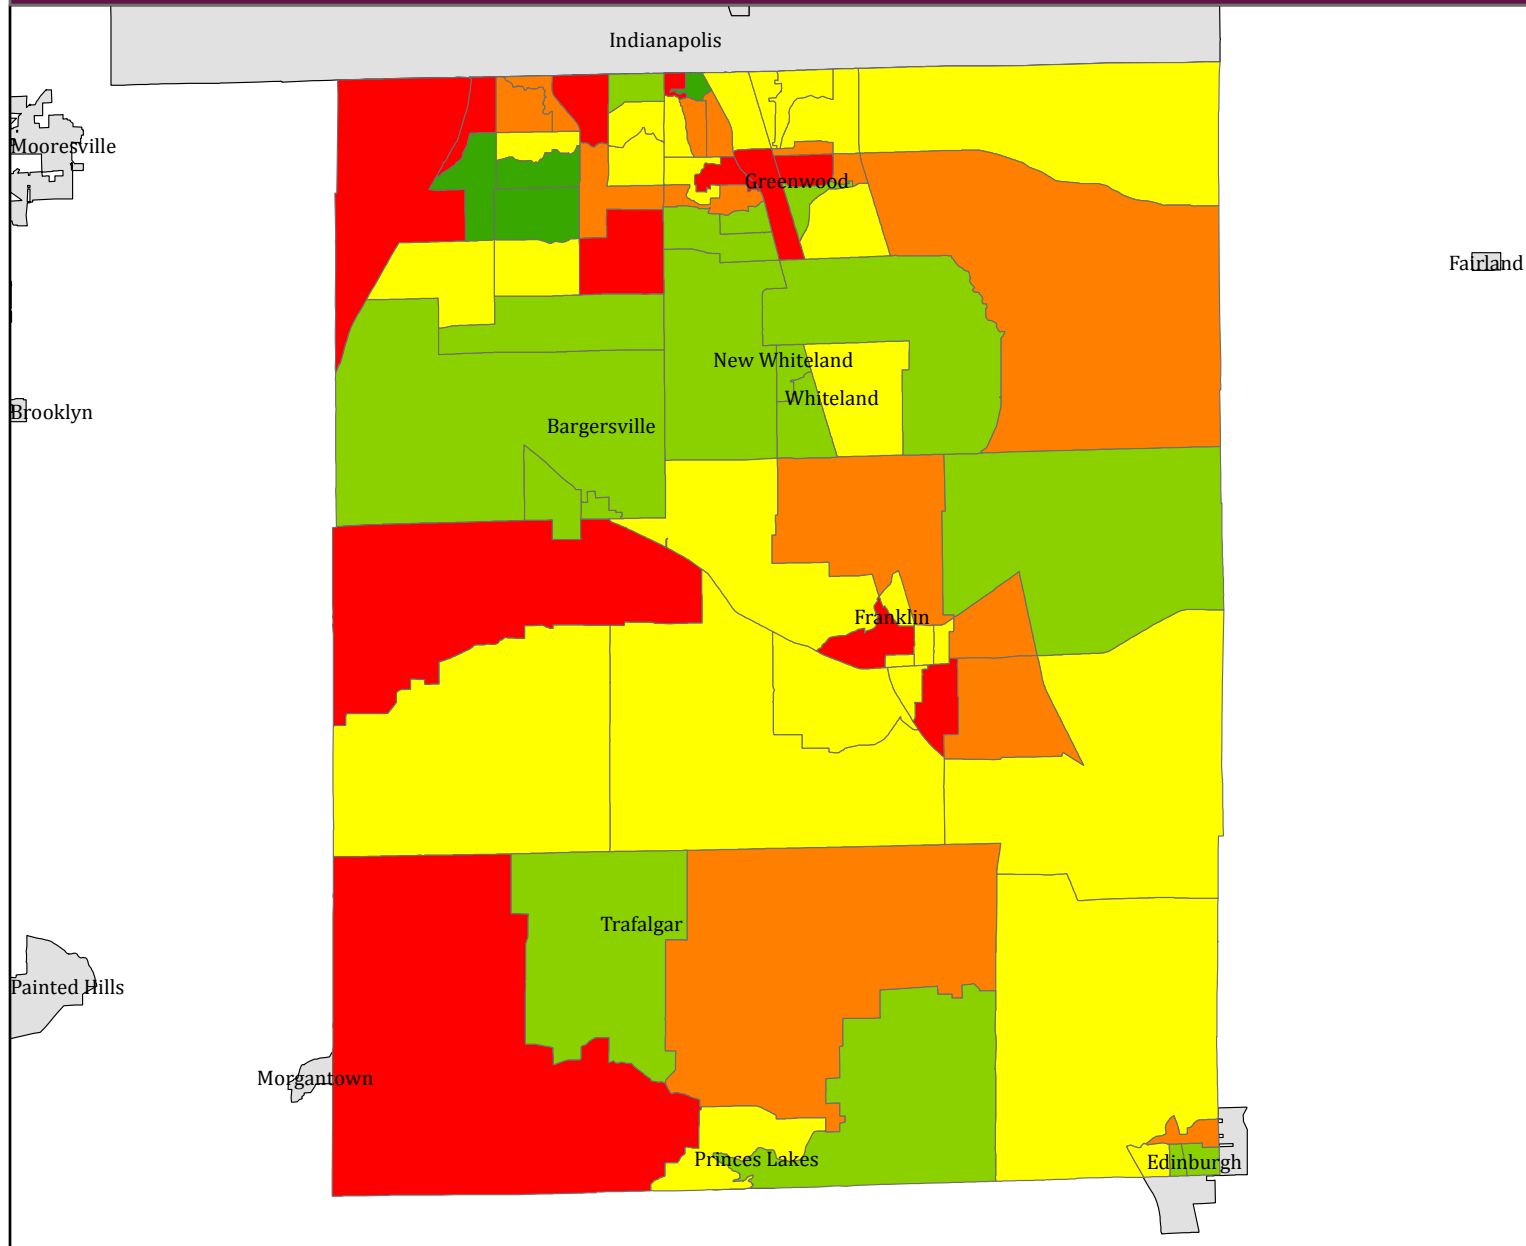 Indianapolis
Mooresville
Greenwood
Fairland
New Whiteland
Whiteland
Brooklyn
Bargersville
Franklin
Trafalgar
Painted Hills
Morgantown
Princes Lakes
Edinburgh